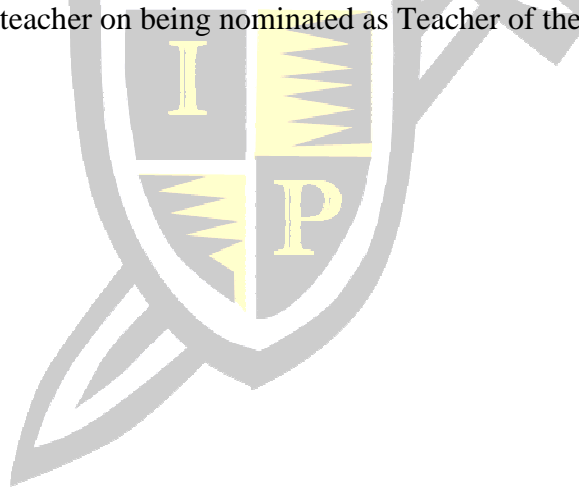 teacher on being nominated as Teacher of the
I
P